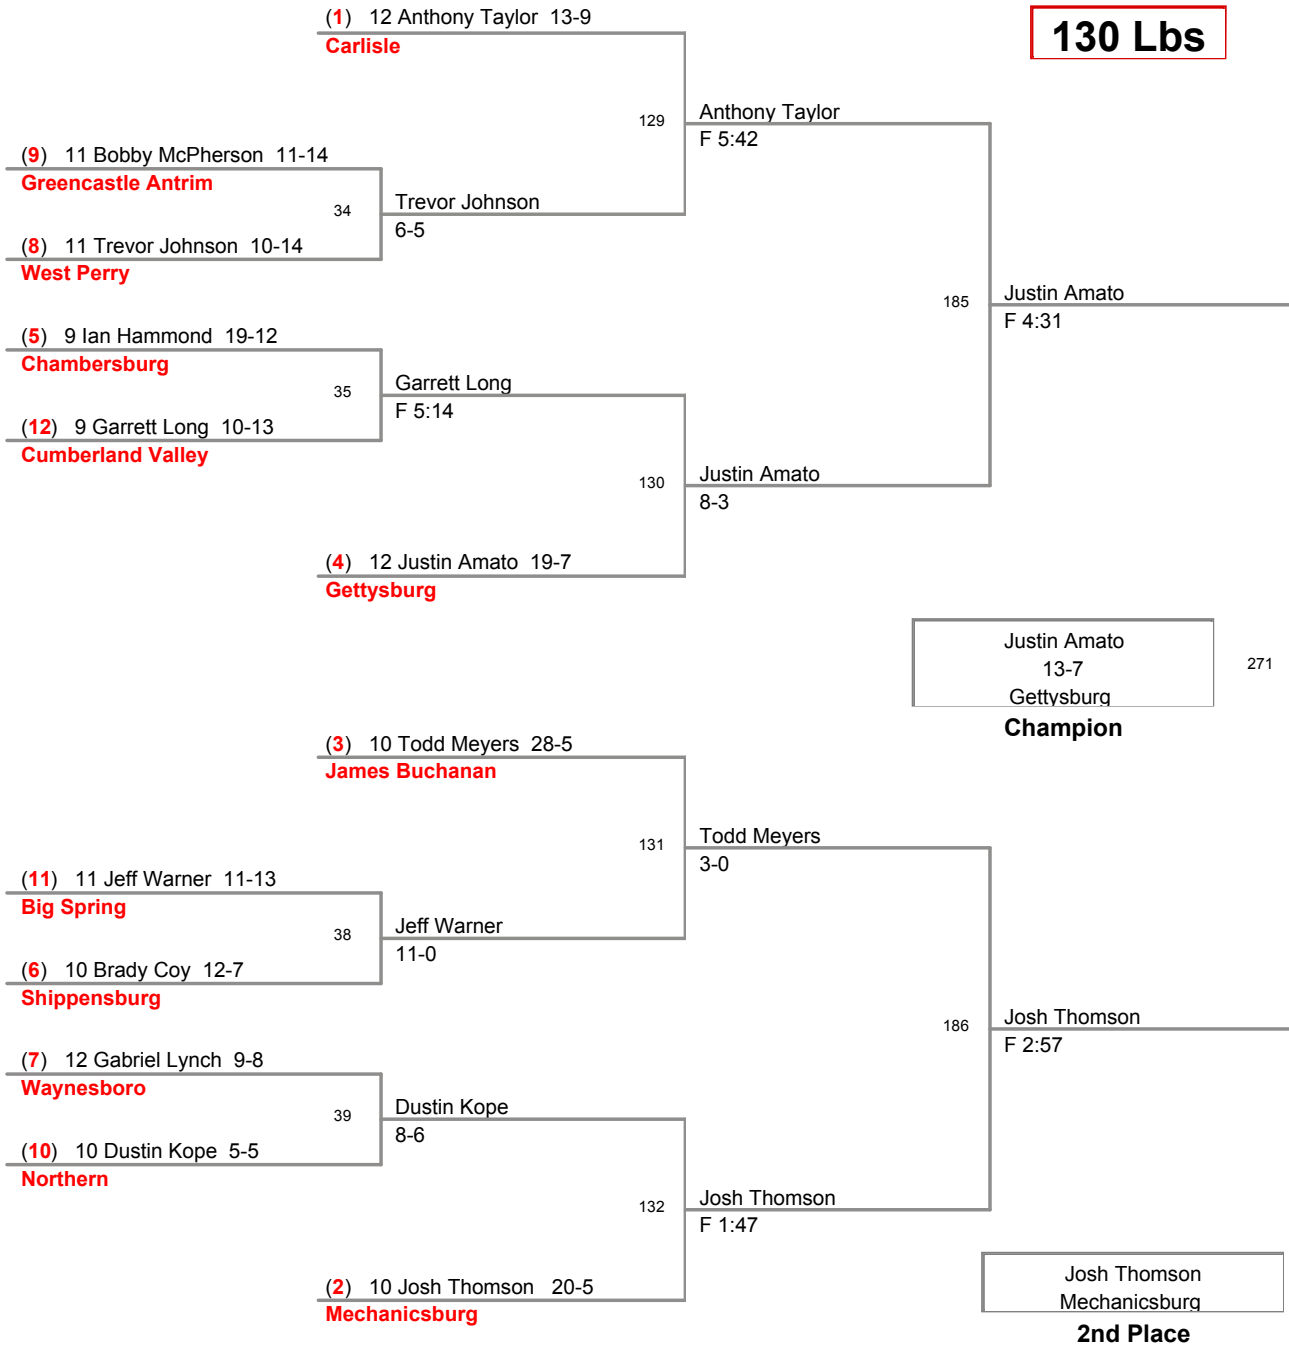 (1) 12 Anthony Taylor 13-9
Carlisle
130 Lbs
129
Anthony Taylor
F 5:42
(9) 11 Bobby McPherson 11-14
Greencastle Antrim
34
Trevor Johnson
6-5
(8) 11 Trevor Johnson 10-14
West Perry
185
Justin Amato
F 4:31
(5) 9 Ian Hammond 19-12
Chambersburg
35
Garrett Long
F 5:14
(12) 9 Garrett Long 10-13
Cumberland Valley
130
Justin Amato
8-3
(4) 12 Justin Amato 19-7
Gettysburg
Justin Amato
13-7
Gettysburg
271
Champion
(3) 10 Todd Meyers 28-5
James Buchanan
131
Todd Meyers
3-0
(11) 11 Jeff Warner 11-13
Big Spring
38
Jeff Warner
11-0
(6) 10 Brady Coy 12-7
Shippensburg
186
Josh Thomson
F 2:57
(7) 12 Gabriel Lynch 9-8
Waynesboro
39
Dustin Kope
8-6
(10) 10 Dustin Kope 5-5
Northern
132
Josh Thomson
F 1:47
(2) 10 Josh Thomson 20-5
Mechanicsburg
Josh Thomson
Mechanicsburg
2nd Place